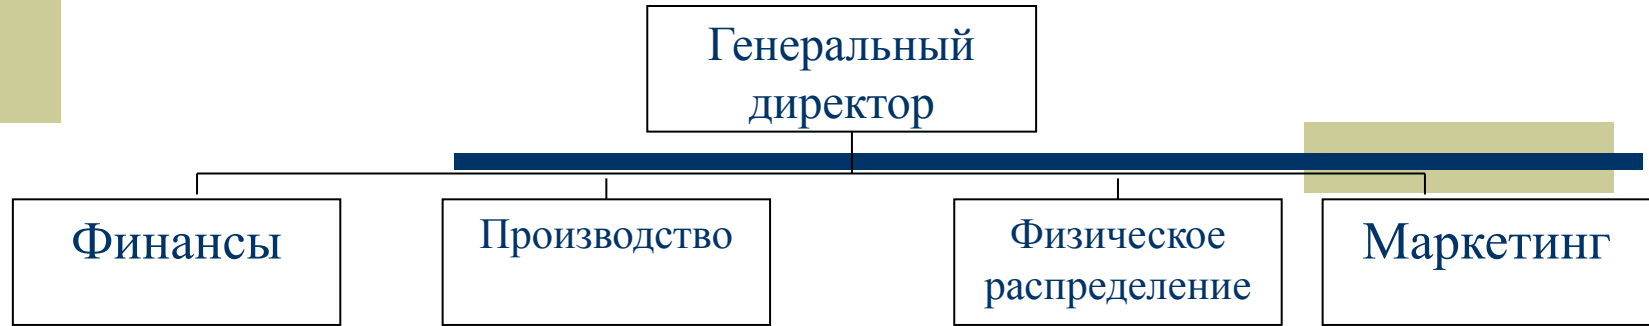 Генеральный
директор
Финансы
Производство
Физическое
распределение
Маркетинг